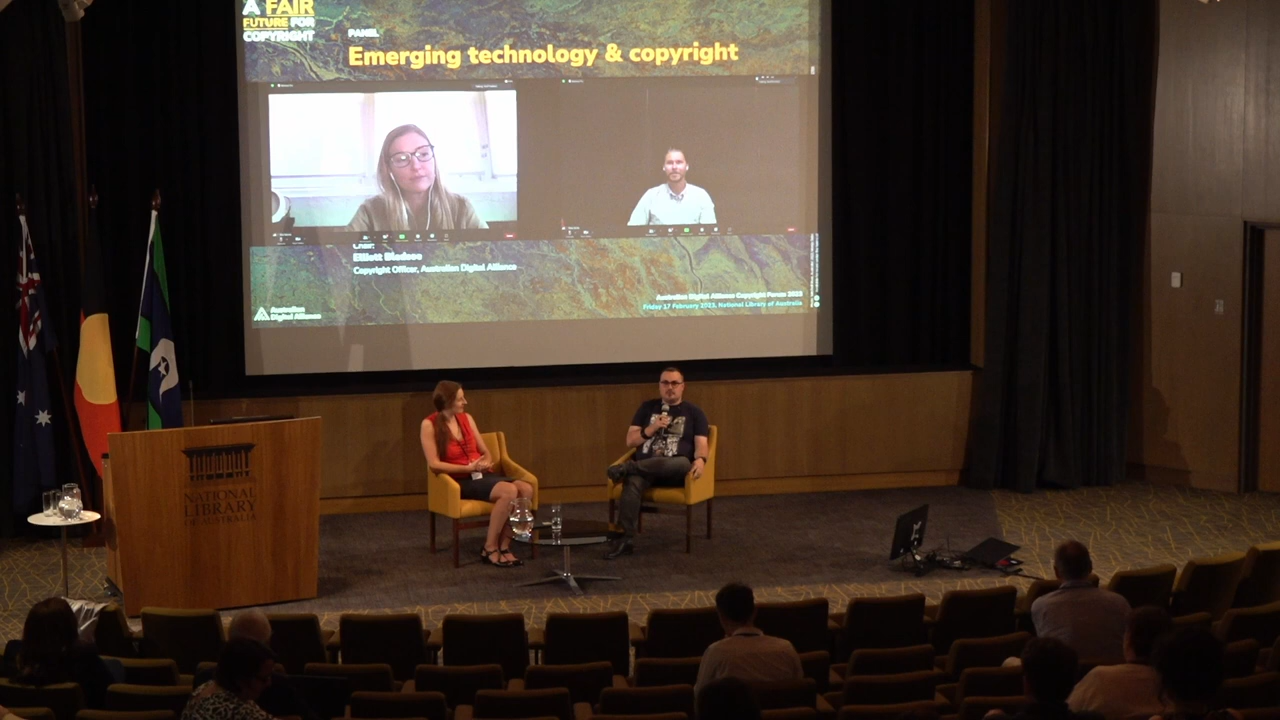 A FAIR
FUTURE FOR
COPYRIGHT
PANEL
Emerging technology & copyright
Chair:
Elliott Bledsoe
Copyright Officer, Australian Digital Alliance
Australian Digital Alliance Copyright Forum 2023
Friday 17 February 2023, National Library of Australia
Australian
Digital Alliance
NATIONAL
LIBRARY
OF AUSTRALIA